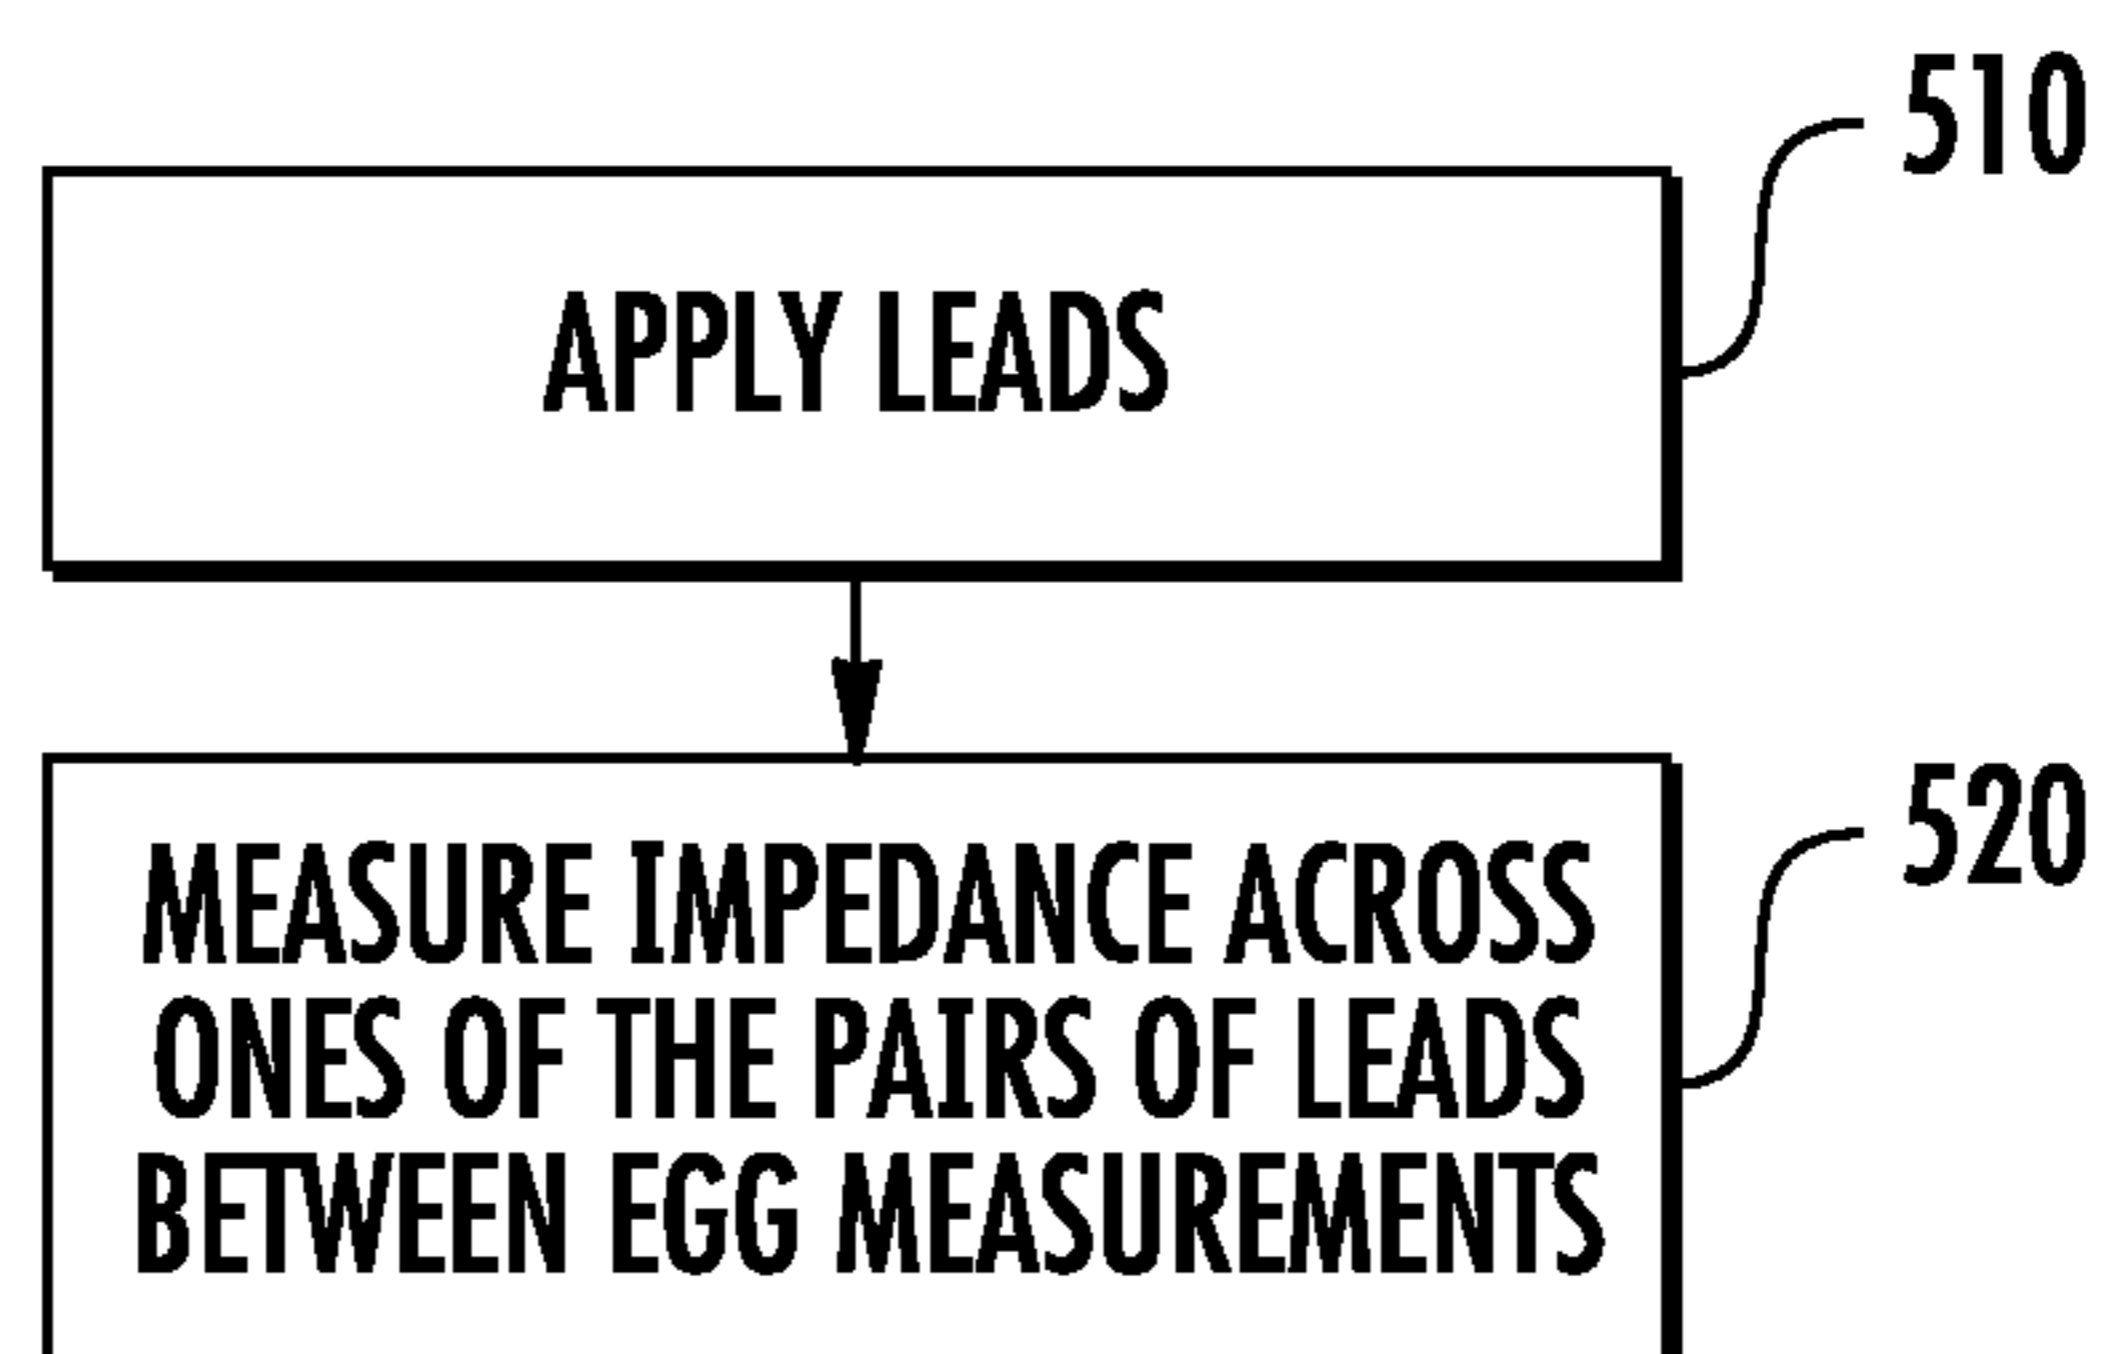 510
APPLY LEADS
520
MEASURE IMPEDANCE ACROSS
ONES OF THE PAIRS OF LEADS
BETWEEN EGG MEASUREMENTS